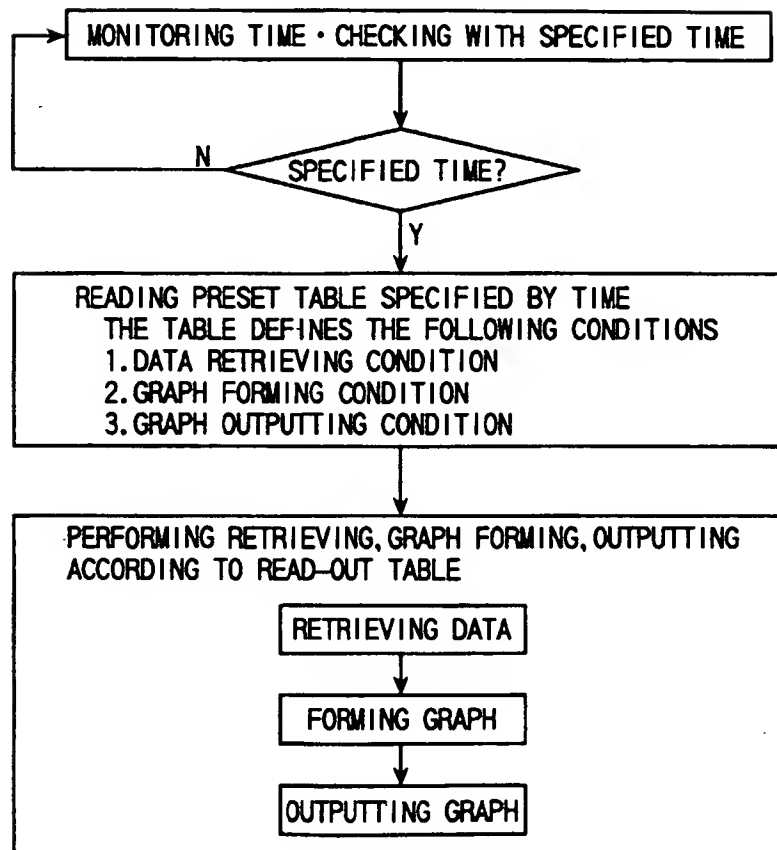 MONITORING TIME・CHECKING WITH SPECIFIED TIME
SPECIFIED TIME?
N
Y
READING PRESET TABLE SPECIFIED BY TIME
THE TABLE DEFINES THE FOLLOWING CONDITIONS
1.DATA RETRIEVING CONDITION
2.GRAPH FORMING CONDITION
3.GRAPH OUTPUTTING CONDITION
PERFORMING RETRIEVING,GRAPH FORMING,OUTPUTTING
ACCORDING TO READ-OUT TABLE
RETRIEVING DATA
FORMING GRAPH
OUTPUTTING GRAPH